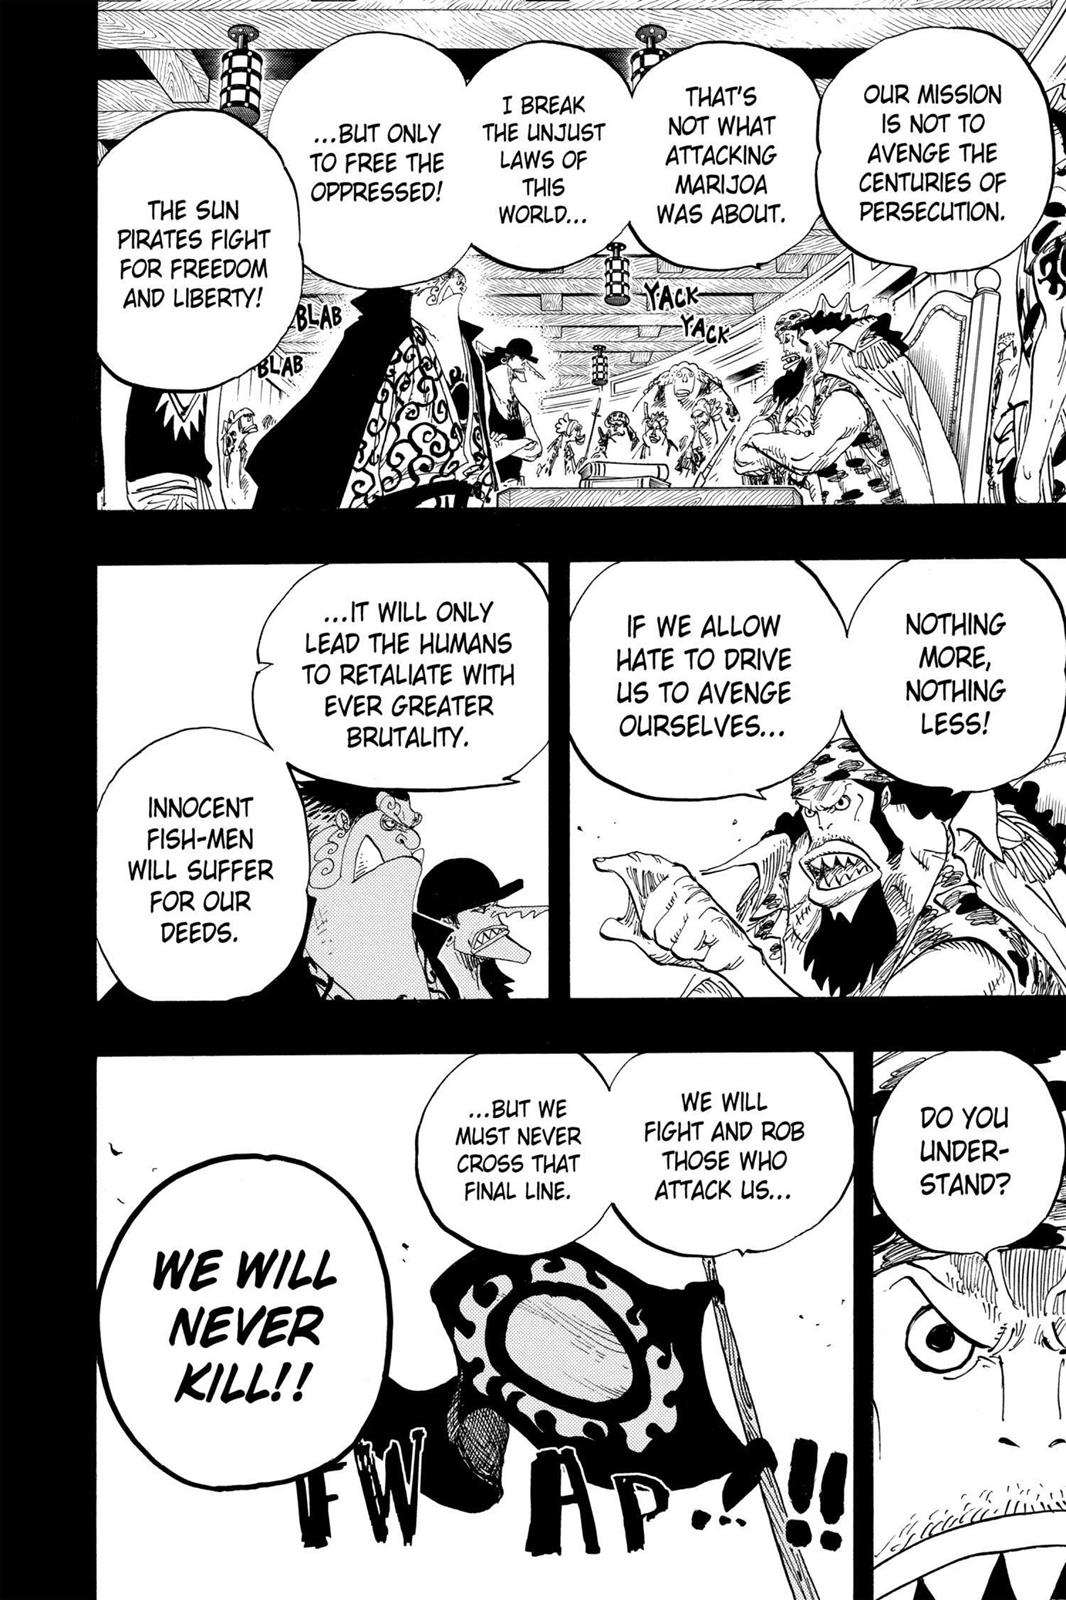 OUR MISSION
IS NOT TO
AVENGE THE
CENTURIES OF
PERSECUTION.
THAT'S
NOT WHAT
ATTACKING
MARIJOA
WAS ABOUT.
I BREAK
THE UNJUST
LAWS OF
THIS
WORLD...
...BUT ONLY
TO FREE THE
OPPRESSED!
THE SUN
PIRATES FIGHT
FOR FREEDOM
AND LIBERTY!
YACK
YACK
BLAB
BLAB
NOTHING
MORE,
NOTHING
LESS!
IF WE ALLOW
HATE TO DRIVE
US TO AVENGE
OURSELVES...
...IT WILL ONLY
LEAD THE HUMANS
TO RETALIATE WITH
EVER GREATER
BRUTALITY.
INNOCENT
FISH-MEN
WILL SUFFER
FOR OUR
DEEDS.
DO YOU
UNDER-
STAND?
WE WILL
FIGHT AND ROB
THOSE WHO
ATTACK US...
...BUT WE
MUST NEVER
CROSS THAT
FINAL LINE.
WE WILL
NEVER
KILL!!
FWAP..!!